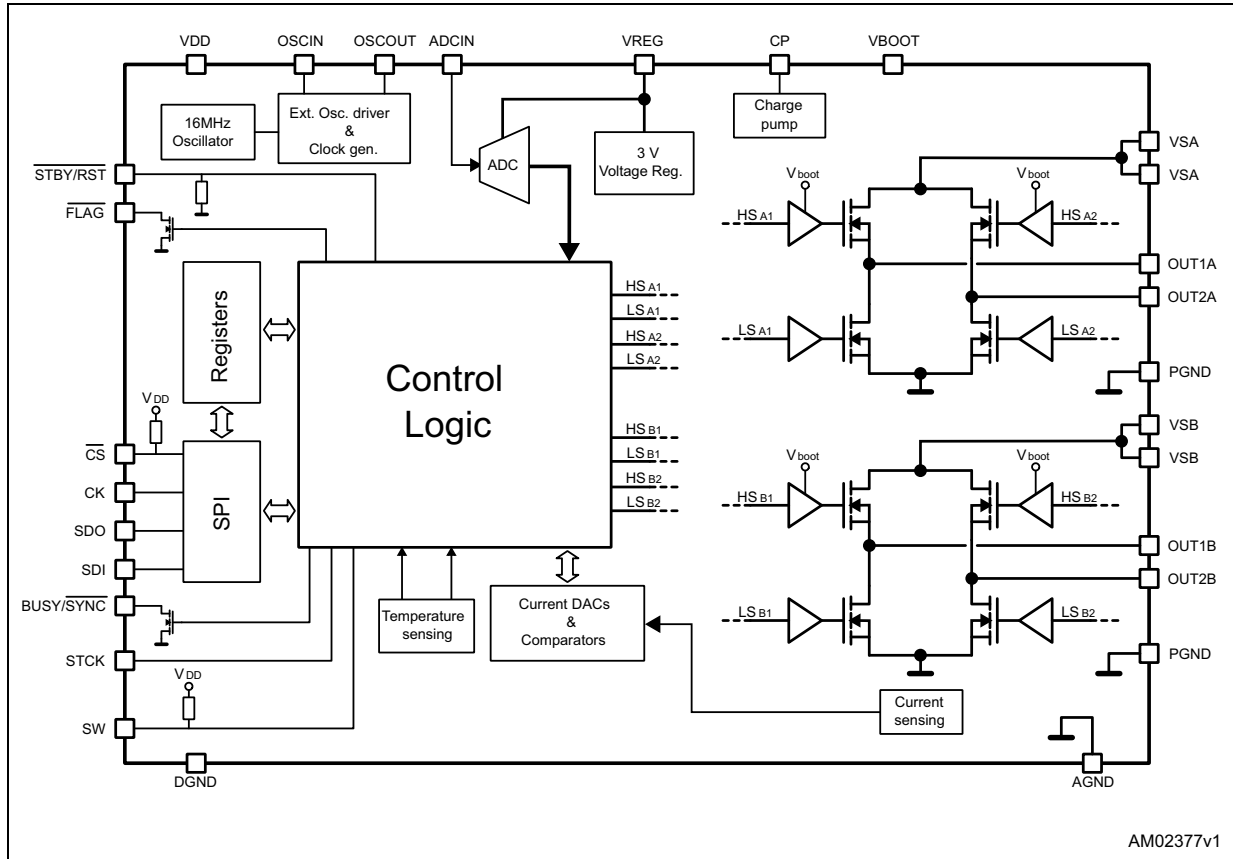 VDD
OSCIN
OSCOUT
ADCIN
VREG
CP
VBOOT
16MHz
Oscillator
Ext. Osc. driver
&
Clock gen.
ADC
3 V
Voltage Reg.
Charge
pump
VSA
VSA
STBY/RST
FLAG
Vboot
Vboot
HS A1
HS A2
OUT1A
OUT2A
LS A1
LS A2
PGND
Registers
Control
Logic
HS A1
LS A1
HS A2
LS A2
HS B1
LS B1
HS B2
LS B2
VDD
CS
CK
SDO
SDI
SPI
VSB
VSB
Vboot
Vboot
HS B1
HS B2
OUT1B
OUT2B
LS B1
LS B2
PGND
BUSY/SYNC
STCK
VDD
SW
Temperature
sensing
Current DACs
&
Comparators
Current
sensing
DGND
AGND
AM02377v1